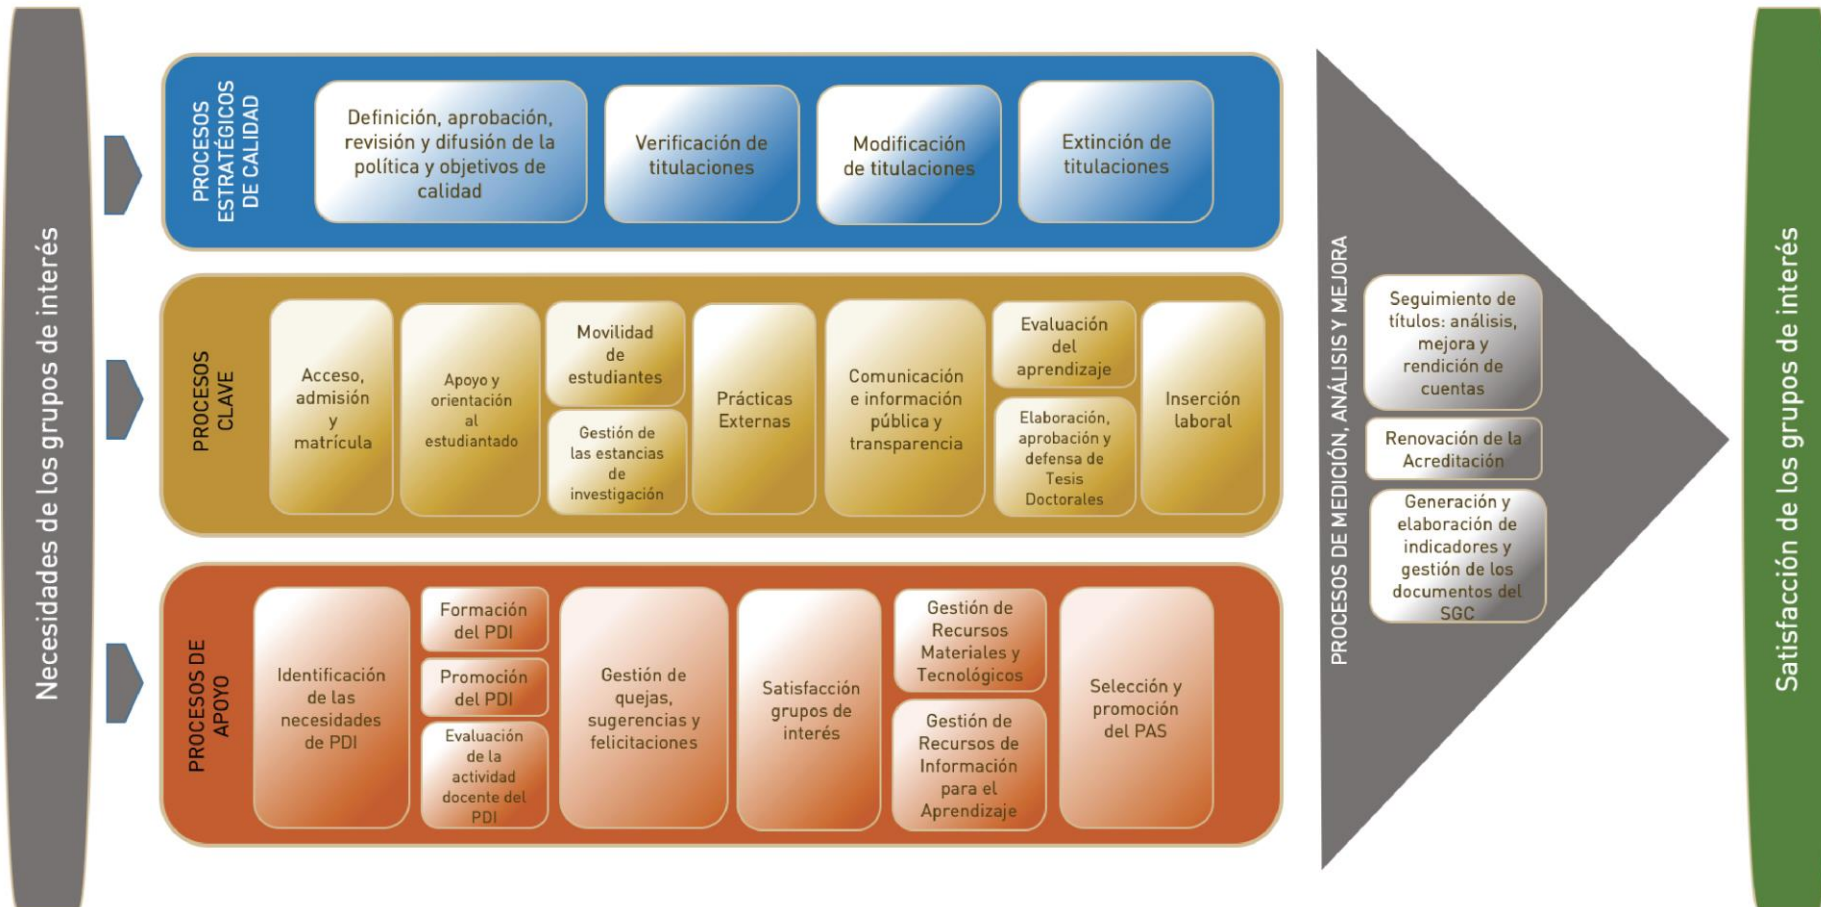 Necesidades de los grupos de interés
PROCESOS
ESTRATÉGICOS
DE CALIDAD
Definición, aprobación,
revisión y difusión de la
política y objetivos de
calidad
Verificación de
titulaciones
Modificación
de titulaciones
Extinción de
titulaciones
PROCESOS
CLAVE
Acceso,
admisión
y
matrícula
Apoyo y
orientación
al
estudiantado
Movilidad
de
estudiantes
Gestión de
las estancias
de
investigación
Prácticas
Externas
Comunicación
e información
pública y
transparencia
Evaluación
del
aprendizaje
Elaboración,
aprobación y
defensa de
Tesis
Doctorales
Inserción
laboral
PROCESOS DE
APOYO
Identificación
de las
necesidades
de PDI
Formación
del PDI
Promoción
del PDI
Evaluación
de la
actividad
docente del
PDI
Gestión de
quejas,
sugerencias y
felicitaciones
Satisfacción
grupos de
interés
Gestión de
Recursos
Materiales y
Tecnológicos
Gestión de
Recursos de
Información
para el
Aprendizaje
Selección y
promoción
del PAS
PROCESOS DE MEDICIÓN, ANÁLISIS Y MEJORA
Seguimiento de
títulos: análisis,
mejora y
rendición de
cuentas
Renovación de la
Acreditación
Generación y
elaboración de
indicadores y
gestión de los
documentos del
SGC
Satisfacción de los grupos de interés